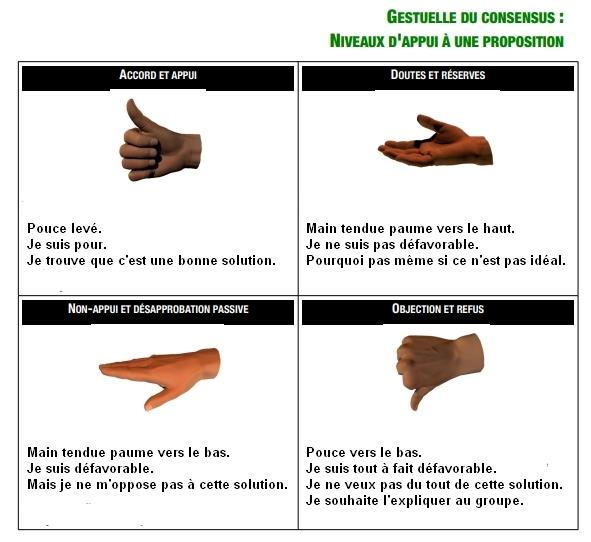 GESTUELLE DU CONSENSUS :
NIVEAUX D'APPUI À UNE PROPOSITION
ACCORD ET APPUI
Pouce levé.
Je suis pour.
Je trouve que c'est une bonne solution.
DOUTES ET RÉSERVES
Main tendue paume vers le haut.
Je ne suis pas défavorable.
Pourquoi pas même si ce n'est pas idéal.
NON-APPUI ET DÉSAPPROBATION PASSIVE
Main tendue paume vers le bas.
Je suis défavorable.
Mais je ne m'oppose pas à cette solution.
OBJECTION ET REFUS
Pouce vers le bas.
Je suis tout à fait défavorable.
Je ne veux pas du tout de cette solution.
Je souhaite l'expliquer au groupe.